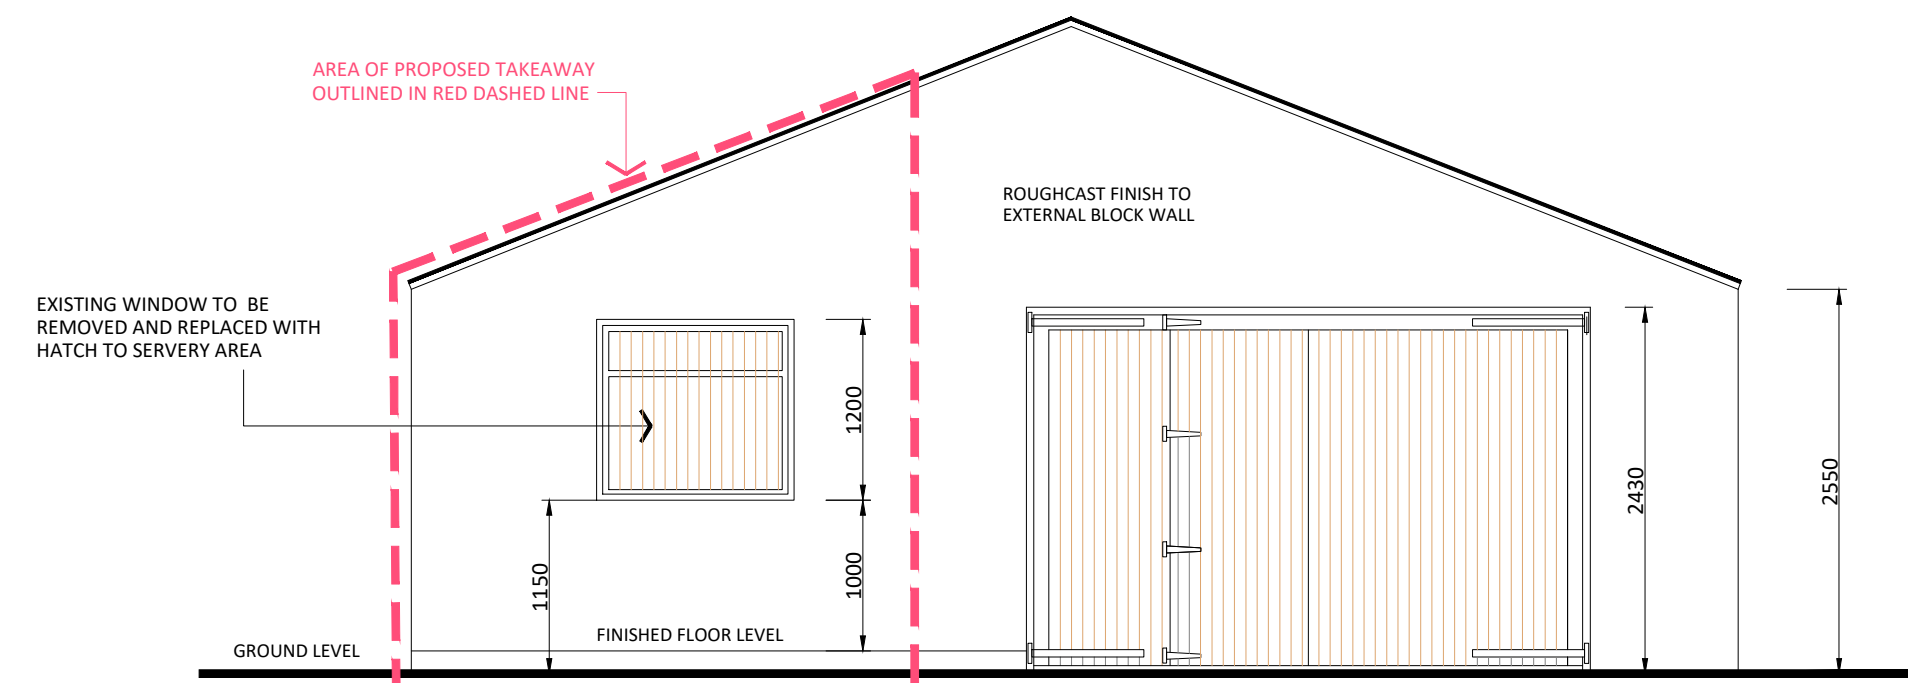 AREA OF PROPOSED TAKEAWAY
OUTLINED IN RED DASHED LINE
ROUGHCAST FINISH TO
EXTERNAL BLOCK WALL
EXISTING WINDOW TO BE
REMOVED AND REPLACED WITH
HATCH TO SERVERY AREA
1200
2430
2550
1150
1000
FINISHED FLOOR LEVEL
GROUND LEVEL